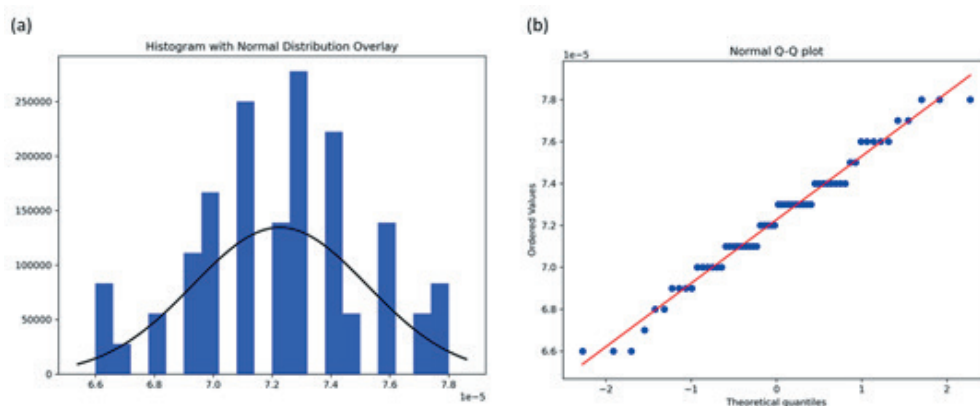 (a)
Histogram with Normal Distribution Overlay
250000
200000
150000
100000
50000
0
6.6 6.8 7.0 7.2 7.4 7.6 7.8
1e−5
(b)
Normal Q-Q plot
1e−5
7.8
7.6
7.4
7.2
7.0
6.8
6.6
Ordered Values
−2 −1 0 1 2
Theoretical quantiles